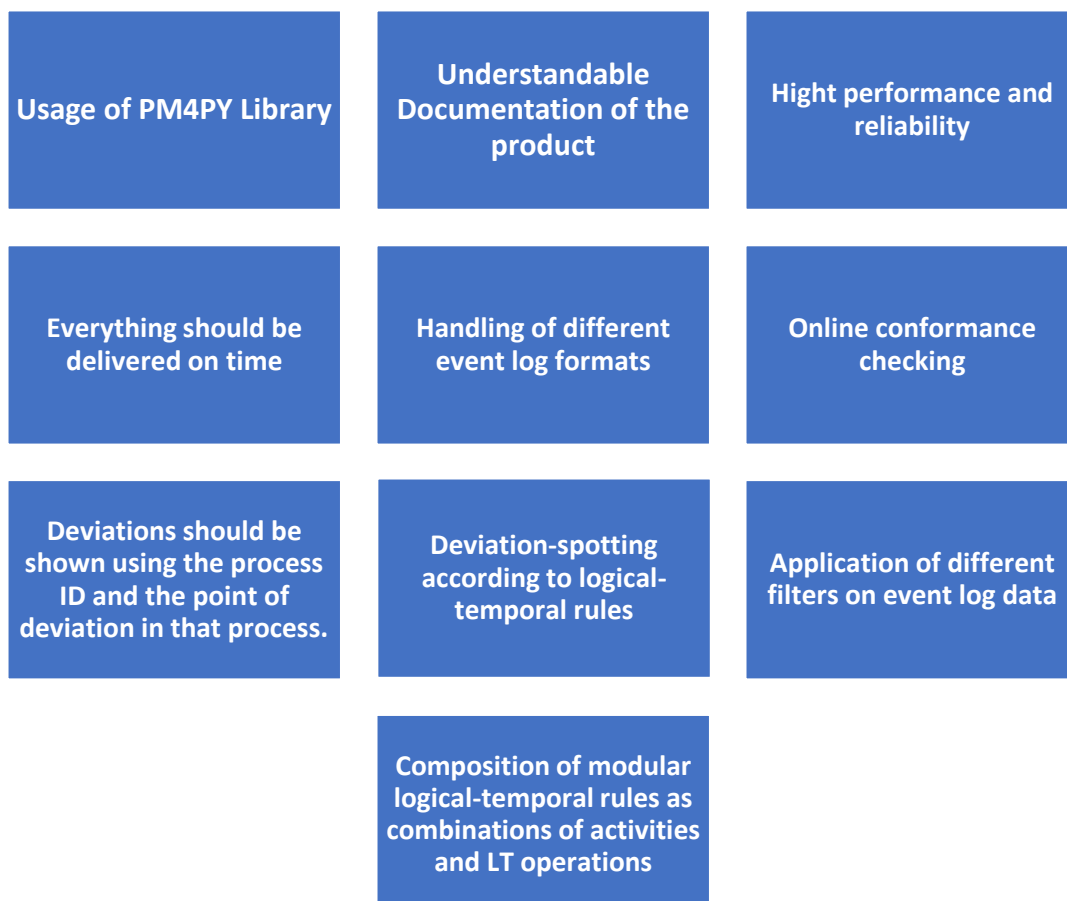 Usage of PM4PY Library
Understandable
Documentation of the
product
Hight performance and
reliability
Everything should be
delivered on time
Handling of different
event log formats
Online conformance
checking
Deviations should be
shown using the process
ID and the point of
deviation in that process.
Deviation-spotting
according to logical-
temporal rules
Application of different
filters on event log data
Composition of modular
logical-temporal rules as
combinations of activities
and LT operations